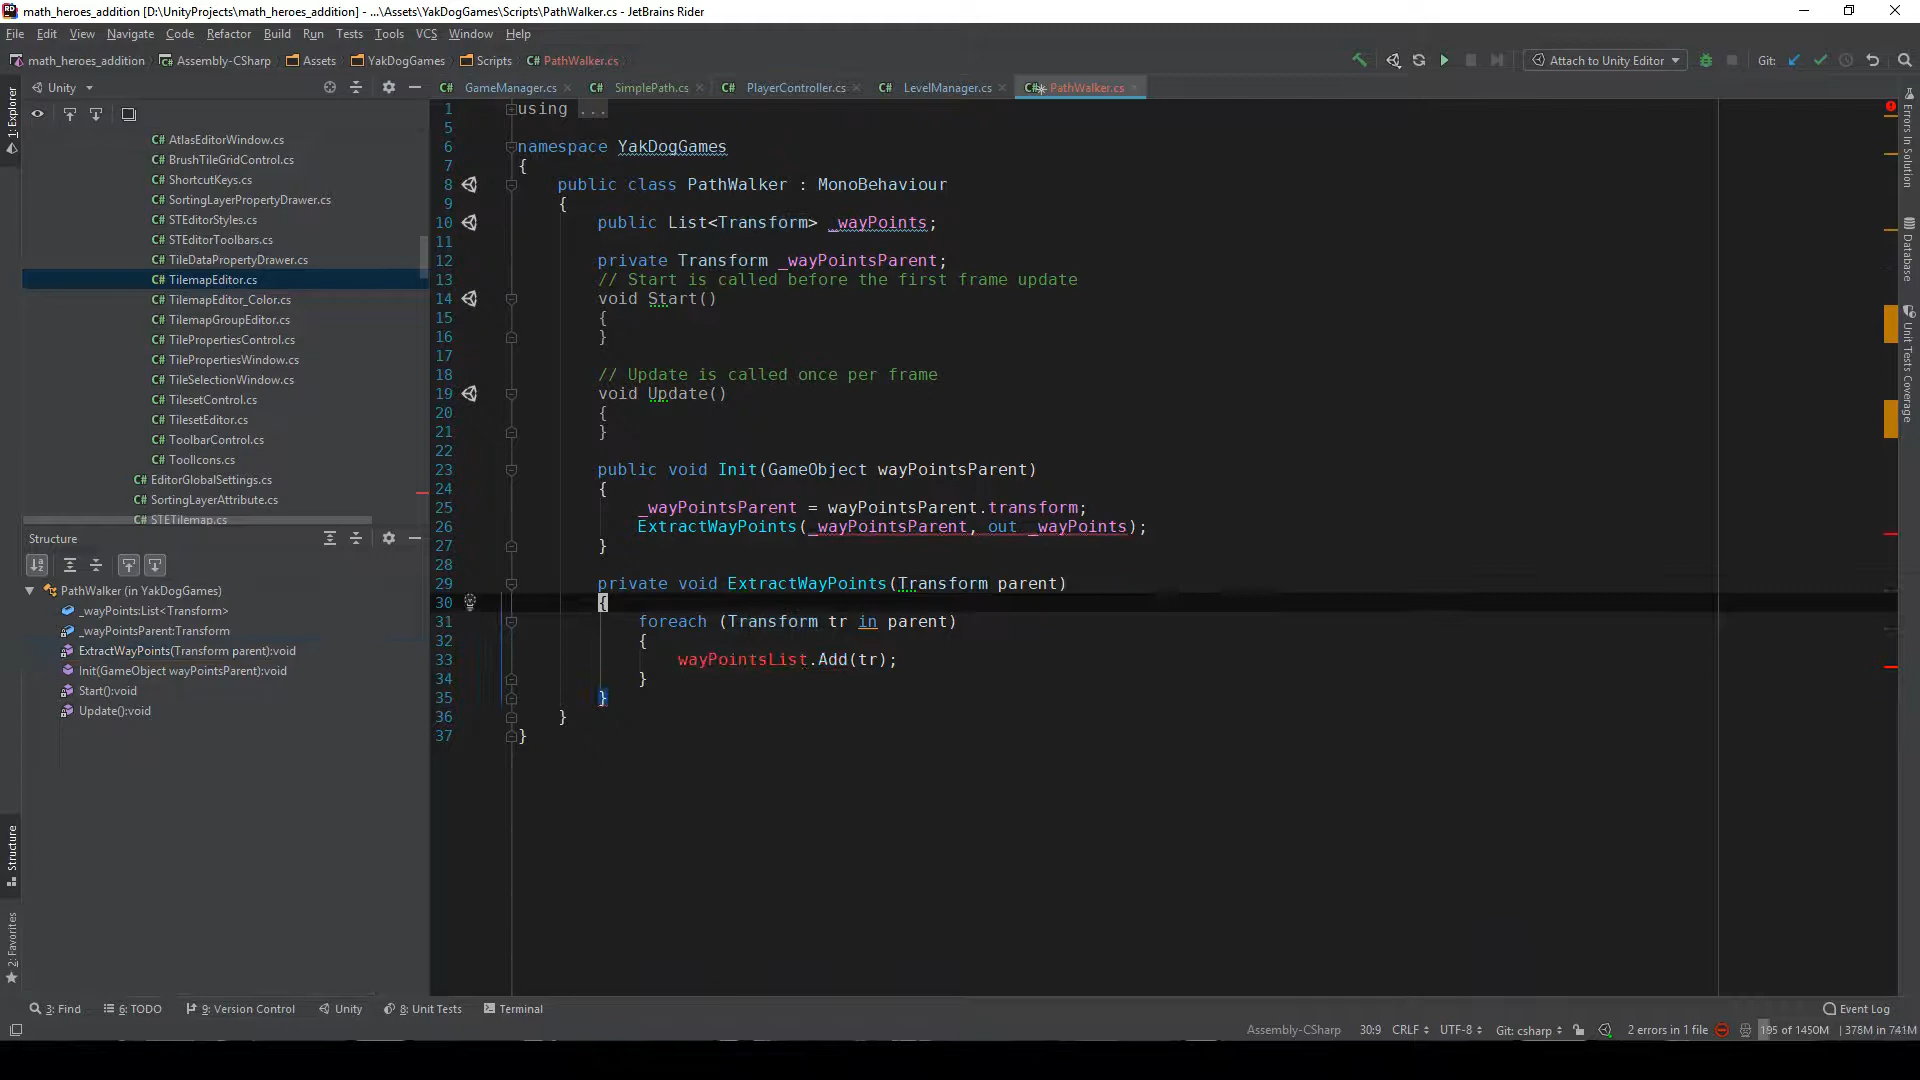 math_heroes_addition [D:\UnityProjects\math_heroes_addition] - ...\Assets\YakDogGames\Scripts\PathWalker.cs - JetBrains Rider
File Edit View Navigate Code Refactor Build Run Tests Tools VCS Window Help
math_heroes_addition Assembly-CSharp Assets YakDogGames Scripts C# PathWalker.cs
Attach to Unity Editor Git:
Unity
C# GameManager.cs C# SimplePath.cs C# PlayerController.cs C# LevelManager.cs C# PathWalker.cs
1: Explorer
C# AtlasEditorWindow.cs
C# BrushTileGridControl.cs
C# ShortcutKeys.cs
C# SortingLayerPropertyDrawer.cs
C# STEditorStyles.cs
C# STEditorToolbars.cs
C# TileDataPropertyDrawer.cs
C# TilemapEditor.cs
C# TilemapEditor_Color.cs
C# TilemapGroupEditor.cs
C# TilePropertiesControl.cs
C# TilePropertiesWindow.cs
C# TileSelectionWindow.cs
C# TilesetControl.cs
C# TilesetEditor.cs
C# ToolbarControl.cs
C# ToolIcons.cs
C# EditorGlobalSettings.cs
C# SortingLayerAttribute.cs
C# STETilemap.cs
Structure
PathWalker (in YakDogGames)
_wayPoints:List<Transform>
_wayPointsParent:Transform
ExtractWayPoints(Transform parent):void
Init(GameObject wayPointsParent):void
Start():void
Update():void
Structure
2: Favorites
1 using ...
5
6 namespace YakDogGames
7 {
8 public class PathWalker : MonoBehaviour
9 {
10 public List<Transform> _wayPoints;
11
12 private Transform _wayPointsParent;
13 // Start is called before the first frame update
14 void Start()
15 {
16 }
17
18 // Update is called once per frame
19 void Update()
20 {
21 }
22
23 public void Init(GameObject wayPointsParent)
24 {
25 _wayPointsParent = wayPointsParent.transform;
26 ExtractWayPoints(_wayPointsParent, out _wayPoints);
27 }
28
29 private void ExtractWayPoints(Transform parent)
30 {
31 foreach (Transform tr in parent)
32 {
33 wayPointsList.Add(tr);
34 }
35 }
36 }
37 }
Errors In Solution
Database
Unit Tests Coverage
3: Find 6: TODO 9: Version Control Unity 8: Unit Tests Terminal Event Log
Assembly-CSharp 30:9 CRLF UTF-8 Git: csharp 2 errors in 1 file 195 of 1450M 378M in 741M